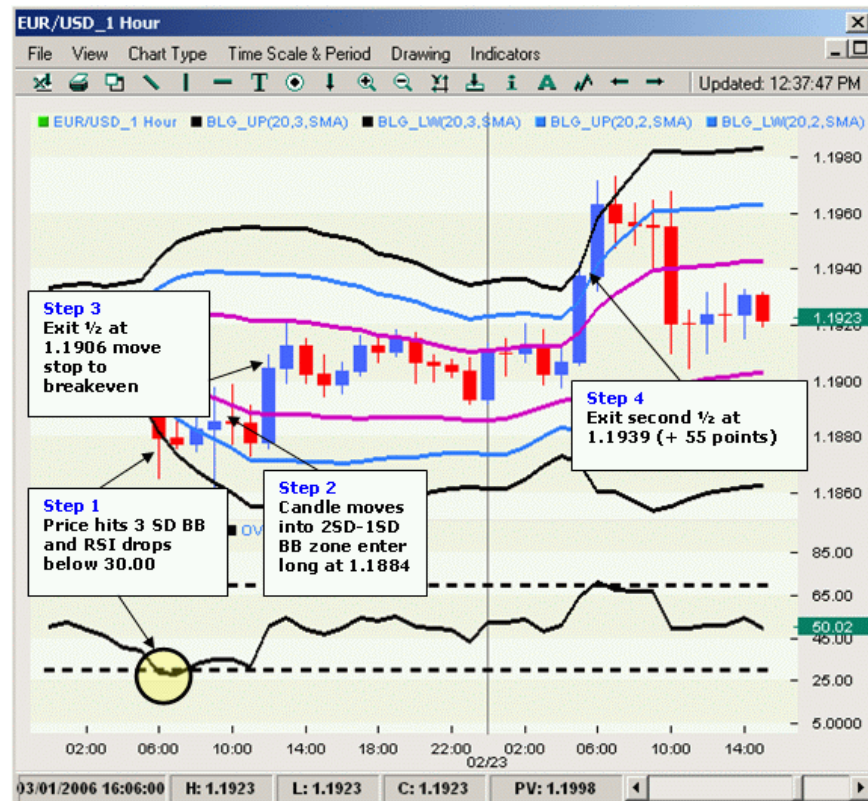 EUR/USD_1 Hour
File View Chart Type Time Scale & Period Drawing Indicators
Updated: 12:37:47 PM
EUR/USD_1 Hour BLG_UP(20,3,SMA) BLG_LW(20,3,SMA) BLG_UP(20,2,SMA) BLG_LW(20,2,SMA)
1.1980
1.1960
1.1940
1.1923
1.1920
1.1900
1.1880
1.1860
Step 3
Exit ½ at
1.1906 move
stop to
breakeven
Step 4
Exit second ½ at
1.1939 (+ 55 points)
Step 1
Price hits 3 SD BB
and RSI drops
below 30.00
Step 2
Candle moves
into 2SD-1SD
BB zone enter
long at 1.1884
OV
85.00
65.00
50.02
45.00
25.00
5.0000
02:00 06:00 10:00 14:00 18:00 22:00 02:00 06:00 10:00 14:00
02/23
03/01/2006 16:06:00 H: 1.1923 L: 1.1923 C: 1.1923 PV: 1.1998